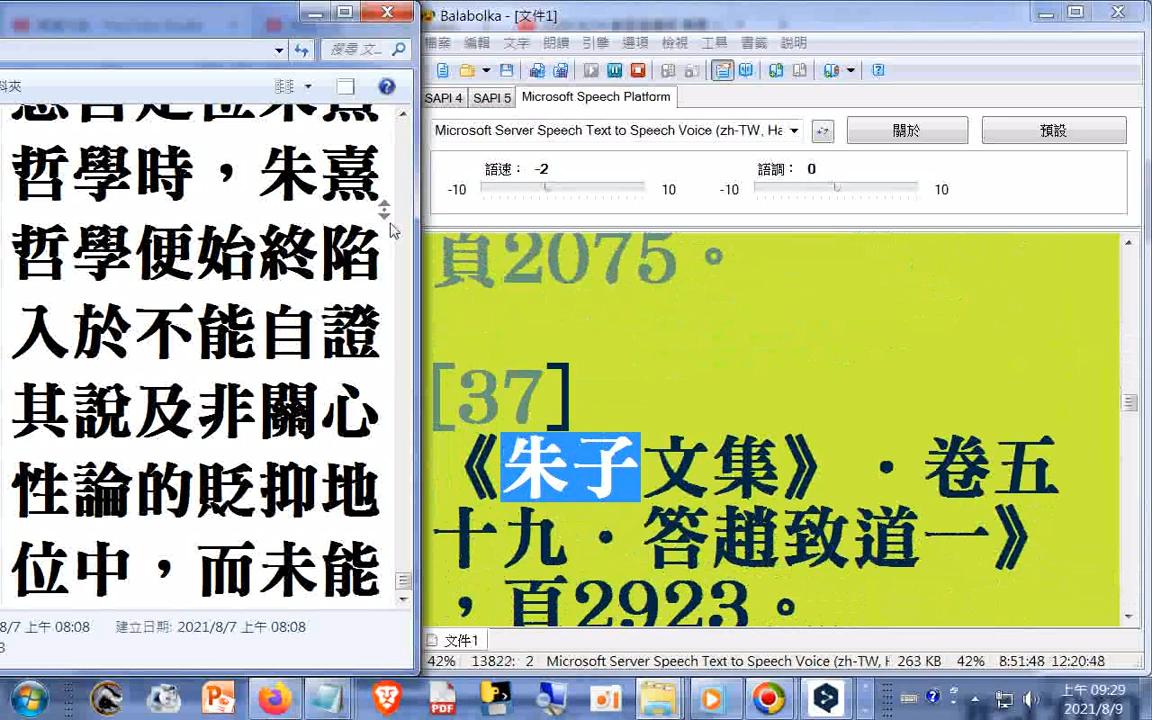 搜尋 文...
料夾
意含定位朱熹
哲學時，朱熹
哲學便始終陷
入於不能自證
其說及非關心
性論的貶抑地
位中，而未能
8/7 上午 08:08 建立日期: 2021/8/7 上午 08:08
Balabolka - [文件1]
檔案 編輯 文字 朗讀 引擎 選項 檢視 工具 書籤 說明
SAPI 4 SAPI 5 Microsoft Speech Platform
Microsoft Server Speech Text to Speech Voice (zh-TW, Ha
關於 預設
語速： -2 語調： 0
-10 10 -10 10
頁2075。
[37]
《朱子文集》‧卷五
十九‧答趙致道一》
，頁2923。
文件1
42% 13822: 2 Microsoft Server Speech Text to Speech Voice (zh-TW, H 263 KB 42% 8:51:48 12:20:48
PDF
上午 09:29
2021/8/9